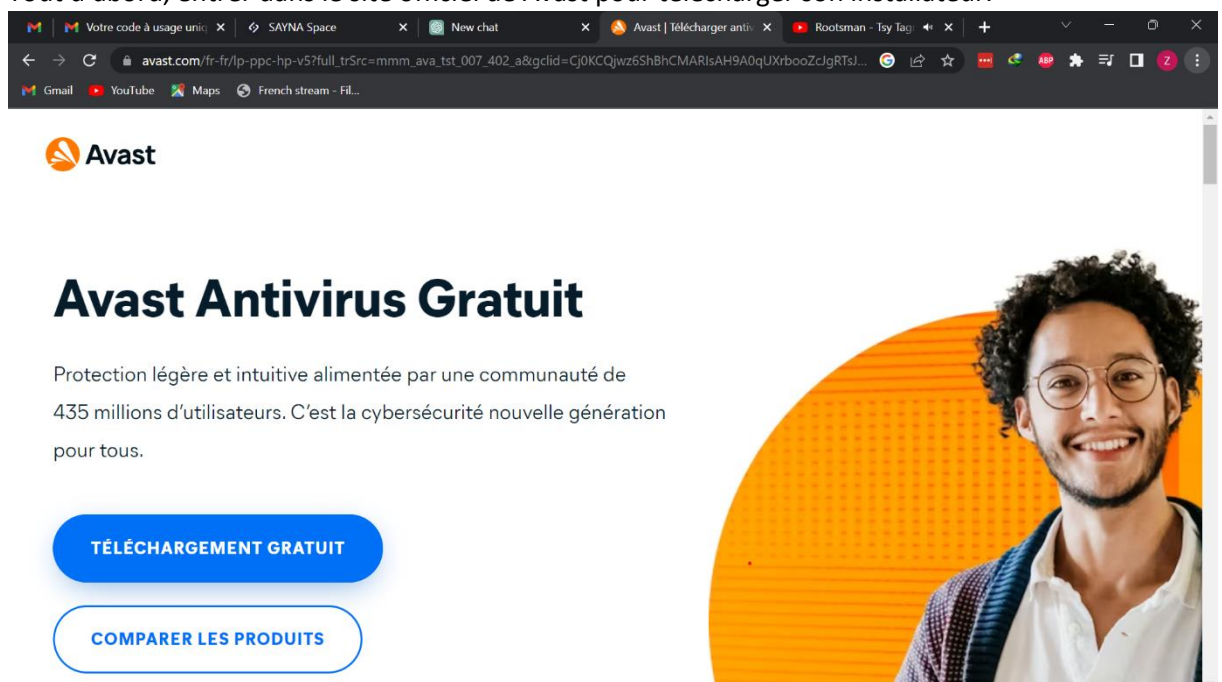 Tout d'abord, entrer dans le site officiel de Avast pour télécharger son installateur.
Votre code à usage uniq SAYNA Space New chat Avast | Télécharger antiv Rootsman - Tsy Tag
avast.com/fr-fr/lp-ppc-hp-v5?full_trSrc=mmm_ava_tst_007_402_a&gclid=Cj0KCQjwz6ShBhCMARIsAH9A0qUXrbooZcJgRTsJ... ABP Z
Gmail YouTube Maps French stream - Fil...
Avast
Avast Antivirus Gratuit
Protection légère et intuitive alimentée par une communauté de
435 millions d'utilisateurs. C'est la cybersécurité nouvelle génération
pour tous.
TÉLÉCHARGEMENT GRATUIT
COMPARER LES PRODUITS